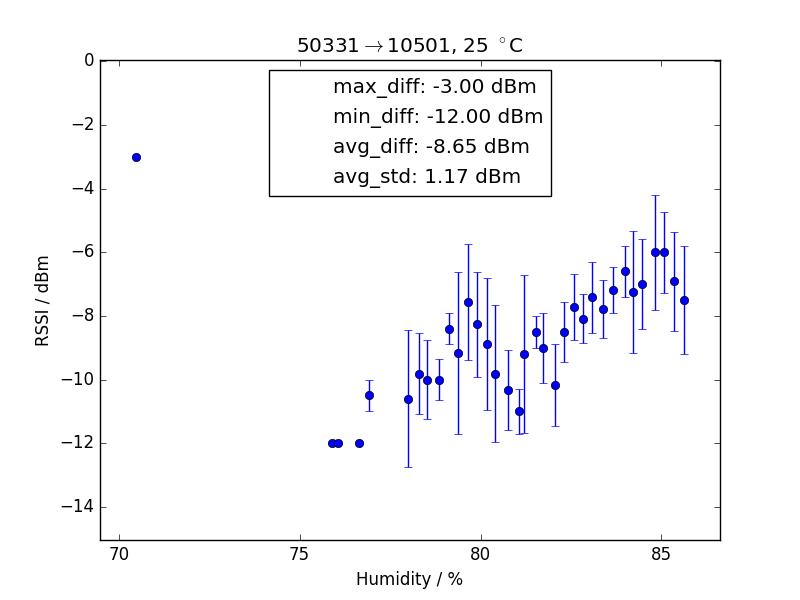 50331→10501, 25 °C
max_diff: -3.00 dBm
min_diff: -12.00 dBm
avg_diff: -8.65 dBm
avg_std: 1.17 dBm
RSSI / dBm
0
−2
−4
−6
−8
−10
−12
−14
70 75 80 85
Humidity / %